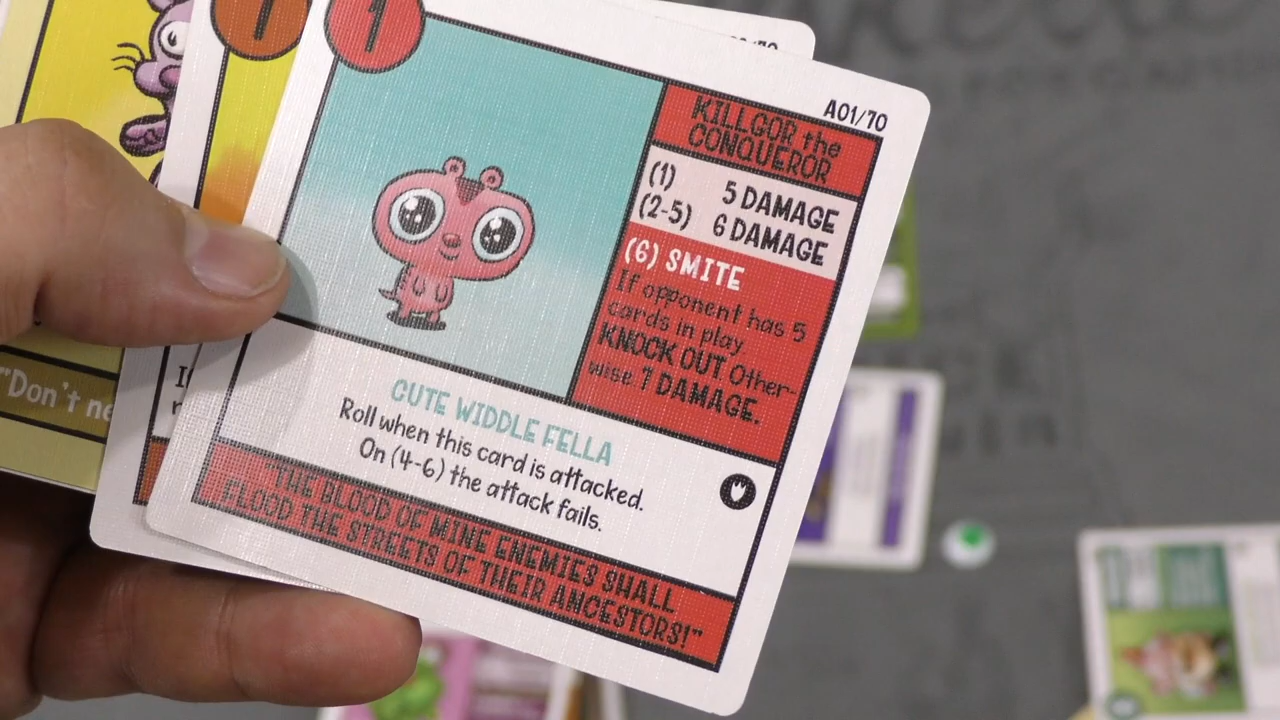 1
A01/70
KILLGOR the
CONQUEROR
(1) 5 DAMAGE
(2-5) 6 DAMAGE
(6) SMITE
If opponent has 5
cards in play
KNOCK OUT Other-
wise 7 DAMAGE.
CUTE WIDDLE FELLA
Roll when this card is attacked.
On (4-6) the attack fails.
"THE BLOOD OF MINE ENEMIES SHALL
FLOOD THE STREETS OF THEIR ANCESTORS!"
1
/70
"Don't